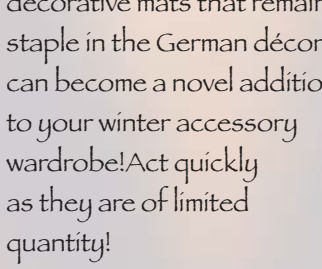 decorative mats that remain
staple in the German décor
can become a novel additio
to your winter accessory
wardrobe!Act quickly
as they are of limited
quantity!